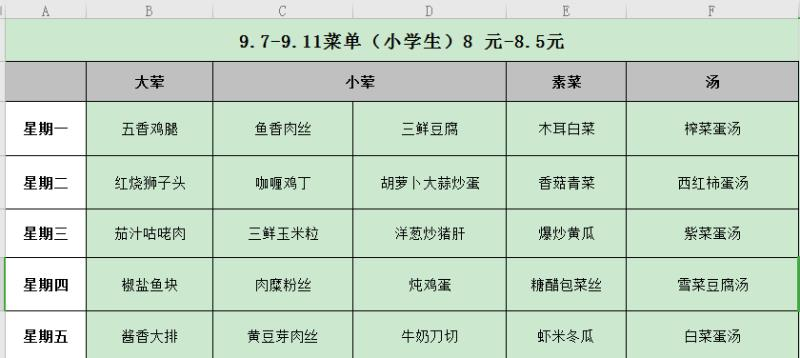 A B C D E F
9.7-9.11菜单（小学生）8 元-8.5元
大荤 小荤 素菜 汤
星期一 五香鸡腿 鱼香肉丝 三鲜豆腐 木耳白菜 榨菜蛋汤
星期二 红烧狮子头 咖喱鸡丁 胡萝卜大蒜炒蛋 香菇青菜 西红柿蛋汤
星期三 茄汁咕咾肉 三鲜玉米粒 洋葱炒猪肝 爆炒黄瓜 紫菜蛋汤
星期四 椒盐鱼块 肉糜粉丝 炖鸡蛋 糖醋包菜丝 雪菜豆腐汤
星期五 酱香大排 黄豆芽肉丝 牛奶刀切 虾米冬瓜 白菜蛋汤